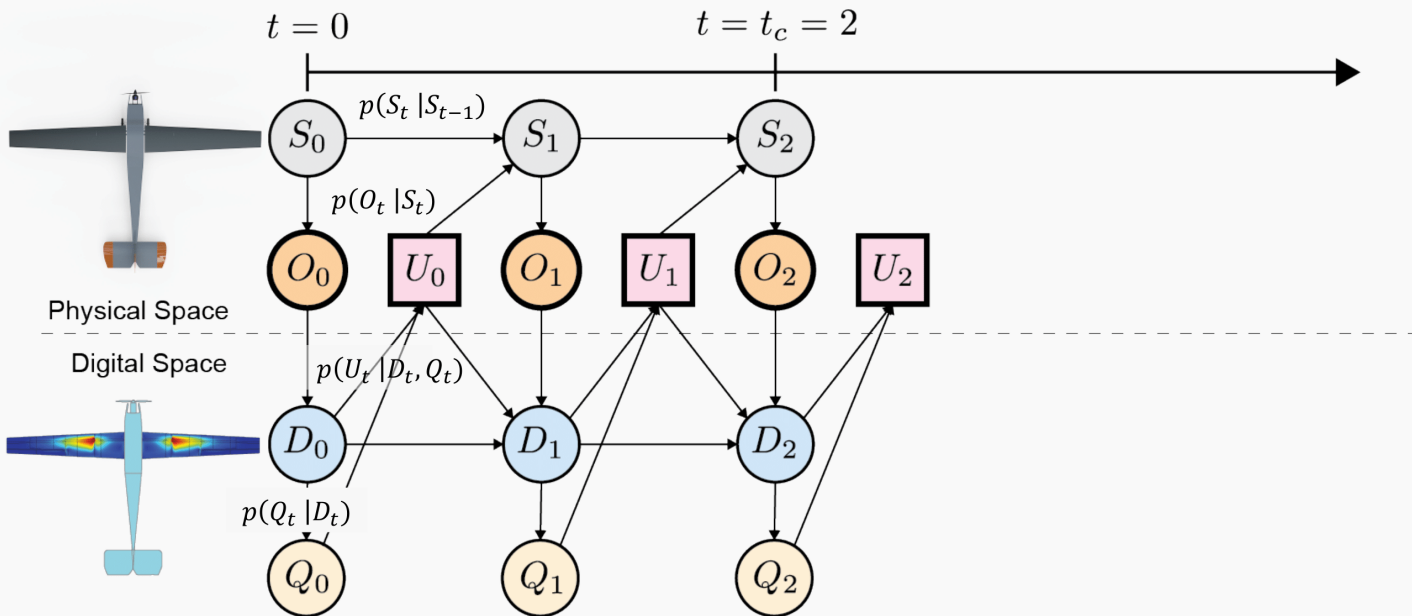 t = 0
t = t_c = 2
p(S_t |S_{t−1})
S_0
S_1
S_2
p(O_t |S_t)
O_0
U_0
O_1
U_1
O_2
U_2
Physical Space
Digital Space
p(U_t |D_t, Q_t)
D_0
D_1
D_2
p(Q_t |D_t)
Q_0
Q_1
Q_2